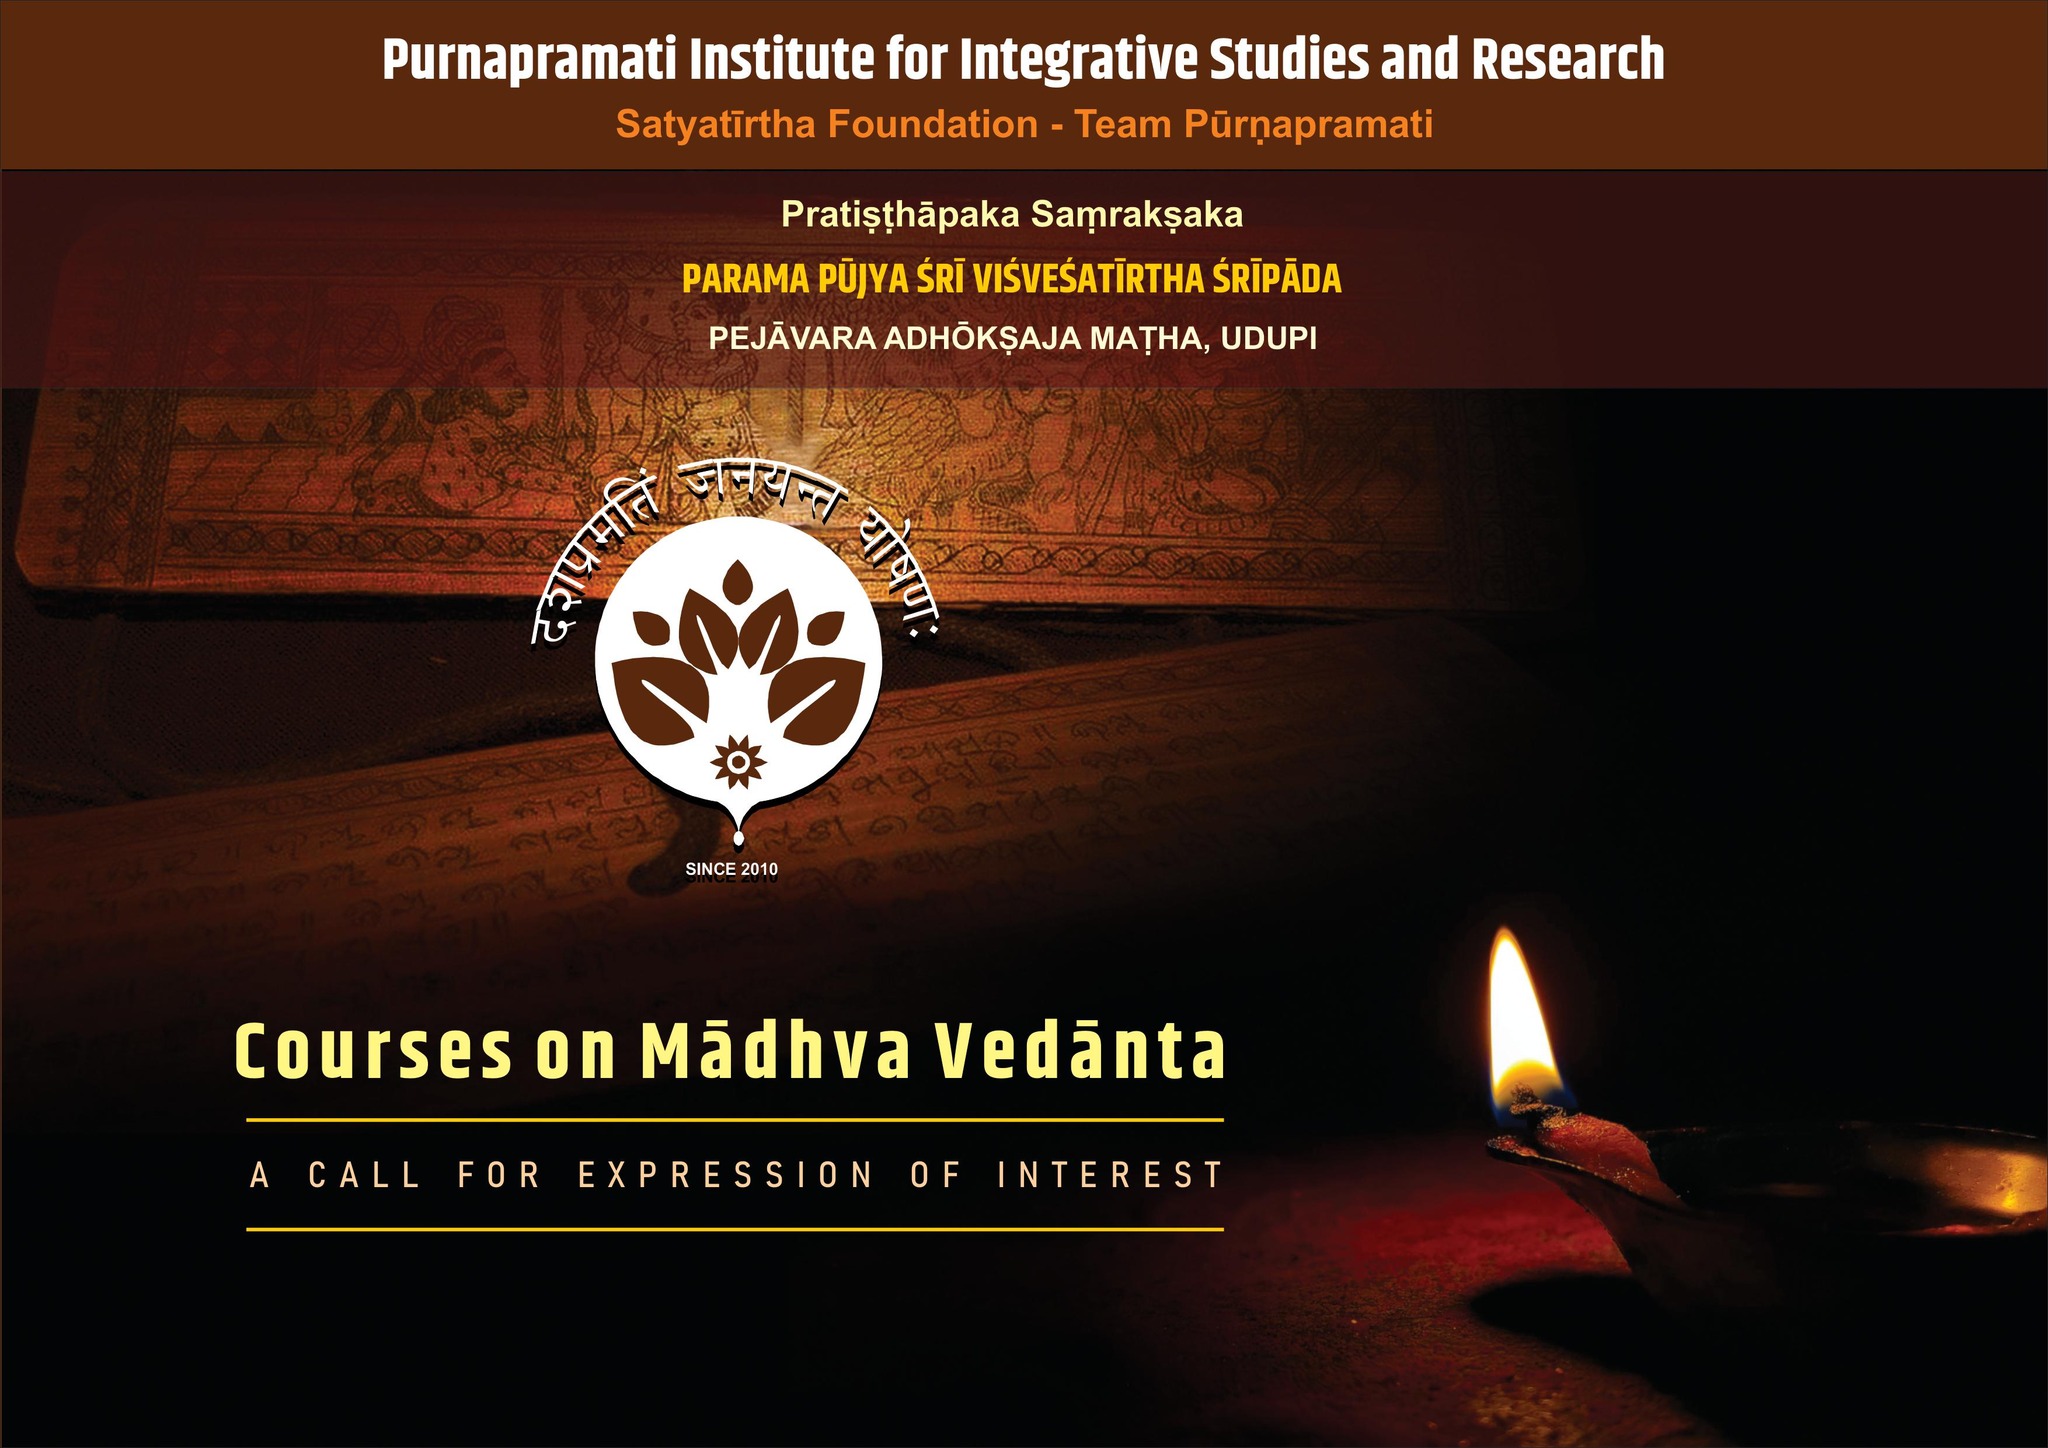 Purnapramati Institute for Integrative Studies and Research
Satyatīrtha Foundation - Team Pūrṇapramati
Pratiṣṭhāpaka Saṃrakṣaka
PARAMA PŪJYA ŚRĪ VIŚVEŚATĪRTHA ŚRĪPĀDA
PEJĀVARA ADHŌKṢAJA MAṬHA, UDUPI
दशप्रमतिं जनयन्त योषणः
SINCE 2010
Courses on Mādhva Vedānta
A CALL FOR EXPRESSION OF INTEREST